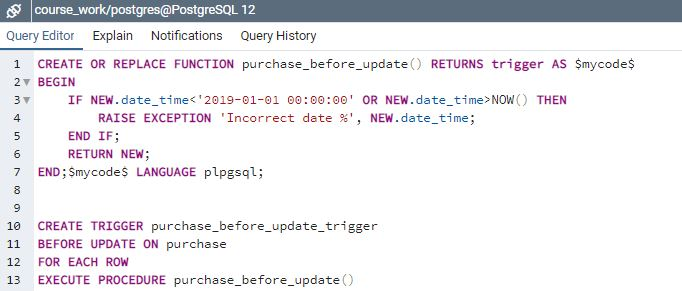 course_work/postgres@PostgreSQL 12
Query Editor Explain Notifications Query History
1 CREATE OR REPLACE FUNCTION purchase_before_update() RETURNS trigger AS $mycode$
2 BEGIN
3 IF NEW.date_time<'2019-01-01 00:00:00' OR NEW.date_time>NOW() THEN
4 RAISE EXCEPTION 'Incorrect date %', NEW.date_time;
5 END IF;
6 RETURN NEW;
7 END;$mycode$ LANGUAGE plpgsql;
8
9
10 CREATE TRIGGER purchase_before_update_trigger
11 BEFORE UPDATE ON purchase
12 FOR EACH ROW
13 EXECUTE PROCEDURE purchase_before_update()